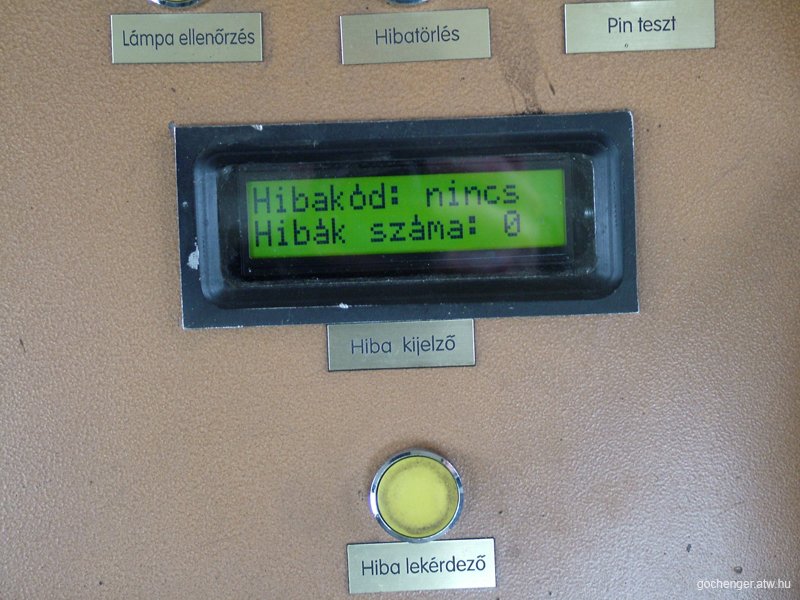 Lámpa ellenőrzés
Hibatörlés
Pin teszt
Hibakód: nincs
Hibák száma: 0
Hiba kijelző
Hiba lekérdező
gochenger.atw.hu